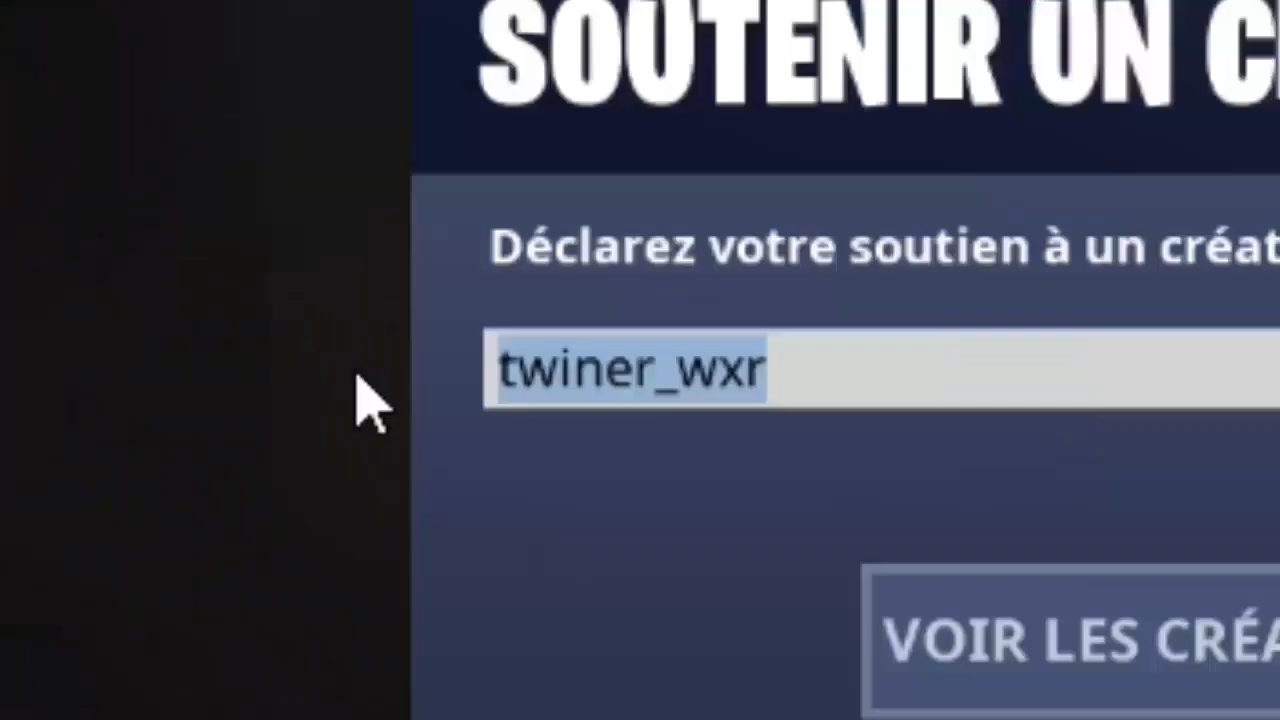 SOUTENIR UN
Déclarez votre soutien à un créat
twiner_wxr
VOIR LES CRÉA